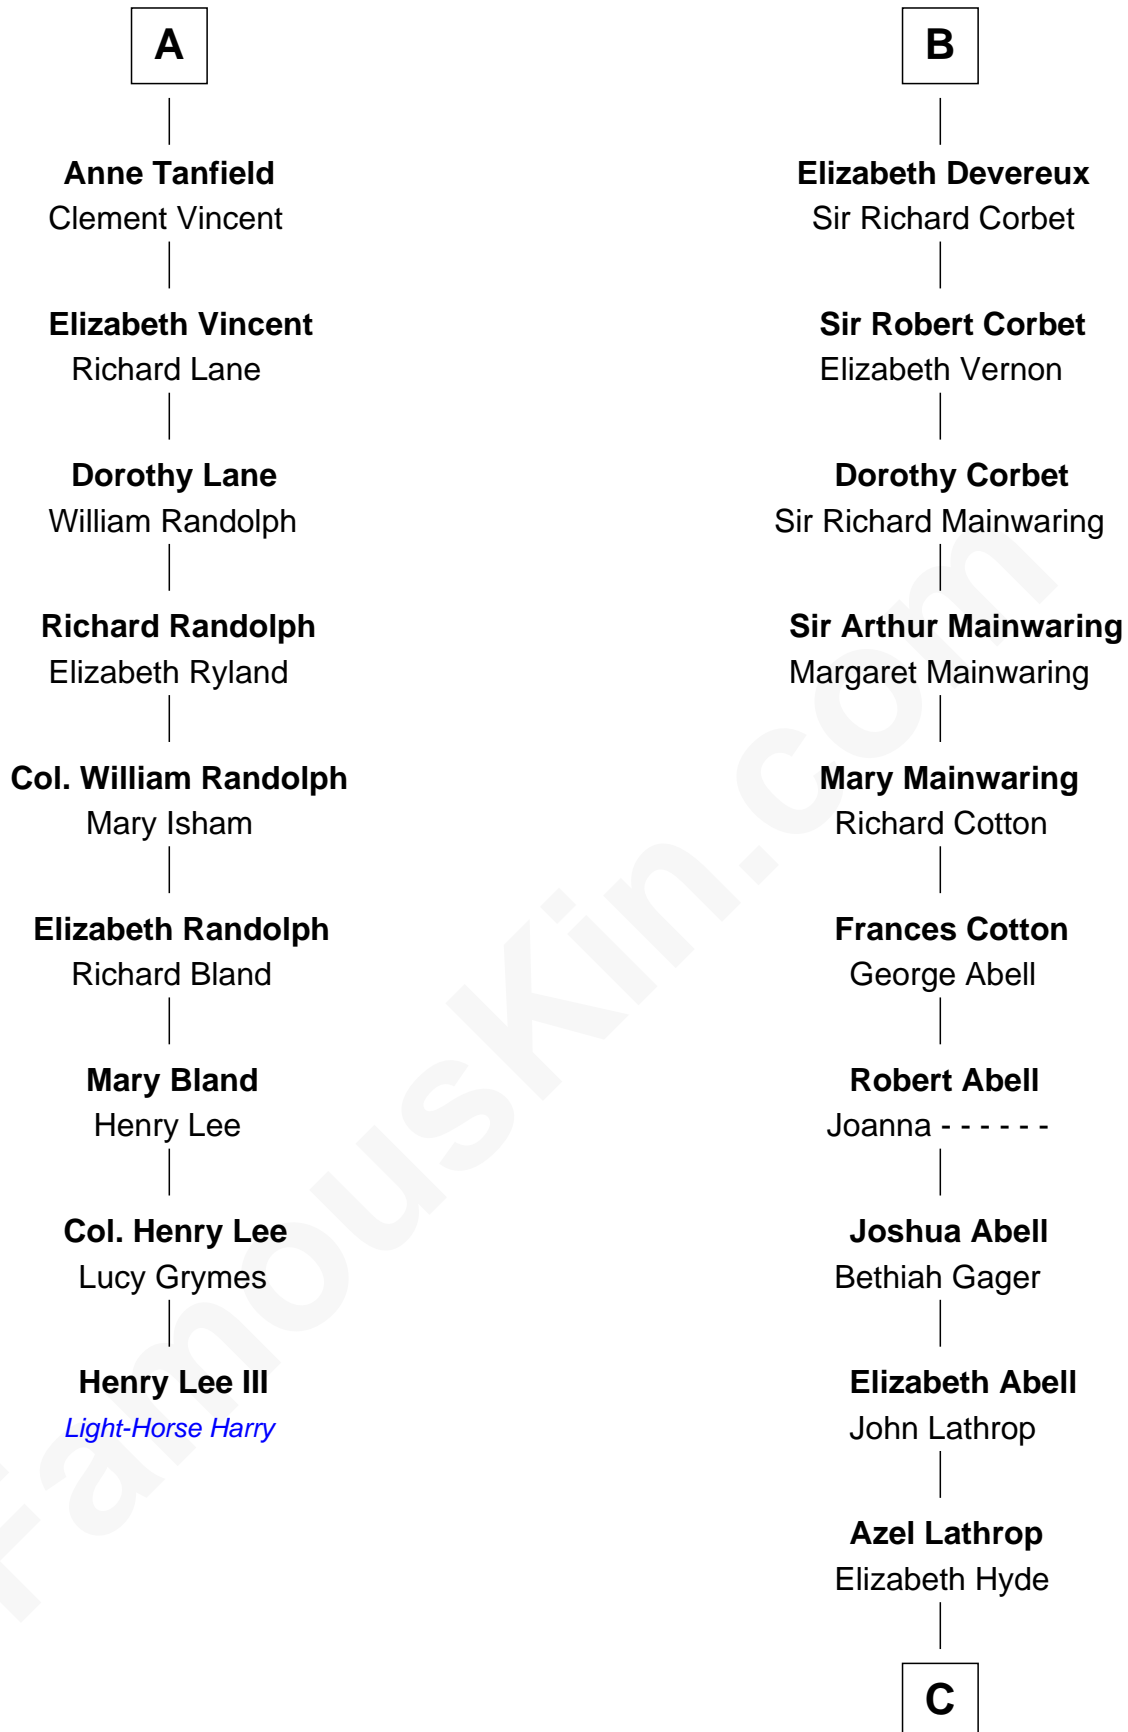 A
Anne Tanfield
Clement Vincent
Elizabeth Vincent
Richard Lane
Dorothy Lane
William Randolph
Richard Randolph
Elizabeth Ryland
Col. William Randolph
Mary Isham
Elizabeth Randolph
Richard Bland
Mary Bland
Henry Lee
Col. Henry Lee
Lucy Grymes
Henry Lee III
Light-Horse Harry
B
Elizabeth Devereux
Sir Richard Corbet
Sir Robert Corbet
Elizabeth Vernon
Dorothy Corbet
Sir Richard Mainwaring
Sir Arthur Mainwaring
Margaret Mainwaring
Mary Mainwaring
Richard Cotton
Frances Cotton
George Abell
Robert Abell
Joanna - - - - - -
Joshua Abell
Bethiah Gager
Elizabeth Abell
John Lathrop
Azel Lathrop
Elizabeth Hyde
C
FamousKin.com